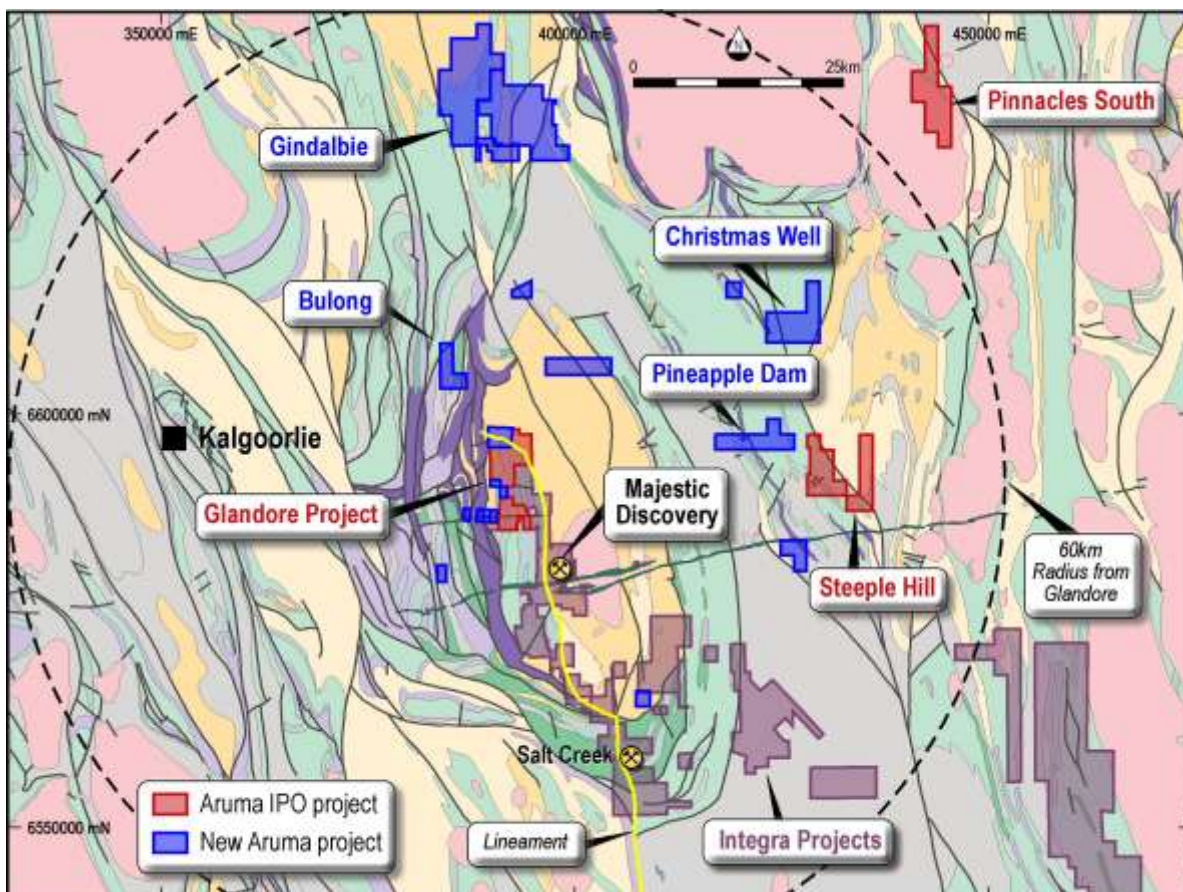 350000 mE
400000 mE
450000 mE
N
0
25km
Pinnacles South
Gindalbie
Christmas Well
Bulong
Pineapple Dam
6600000 mN
Kalgoorlie
Majestic
Discovery
Glandore Project
60km
Radius from
Glandore
Steeple Hill
Salt Creek
Aruma IPO project
New Aruma project
6550000 mN
Lineament
Integra Projects